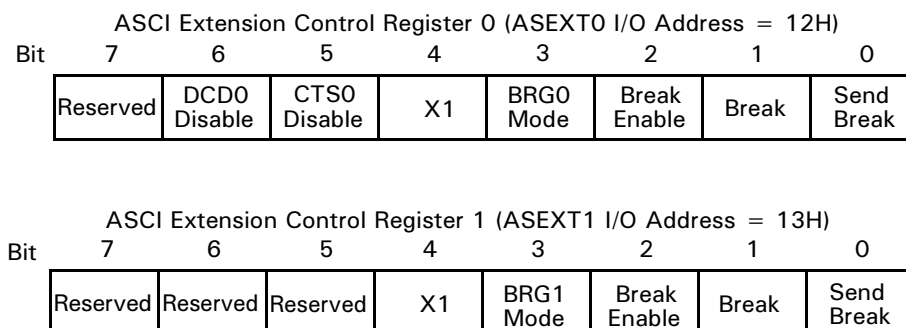 ASCI Extension Control Register 0 (ASEXT0 I/O Address = 12H)
Bit 7 6 5 4 3 2 1 0
Reserved DCD0 Disable CTS0 Disable X1 BRG0 Mode Break Enable Break Send Break
ASCI Extension Control Register 1 (ASEXT1 I/O Address = 13H)
Bit 7 6 5 4 3 2 1 0
Reserved Reserved Reserved X1 BRG1 Mode Break Enable Break Send Break